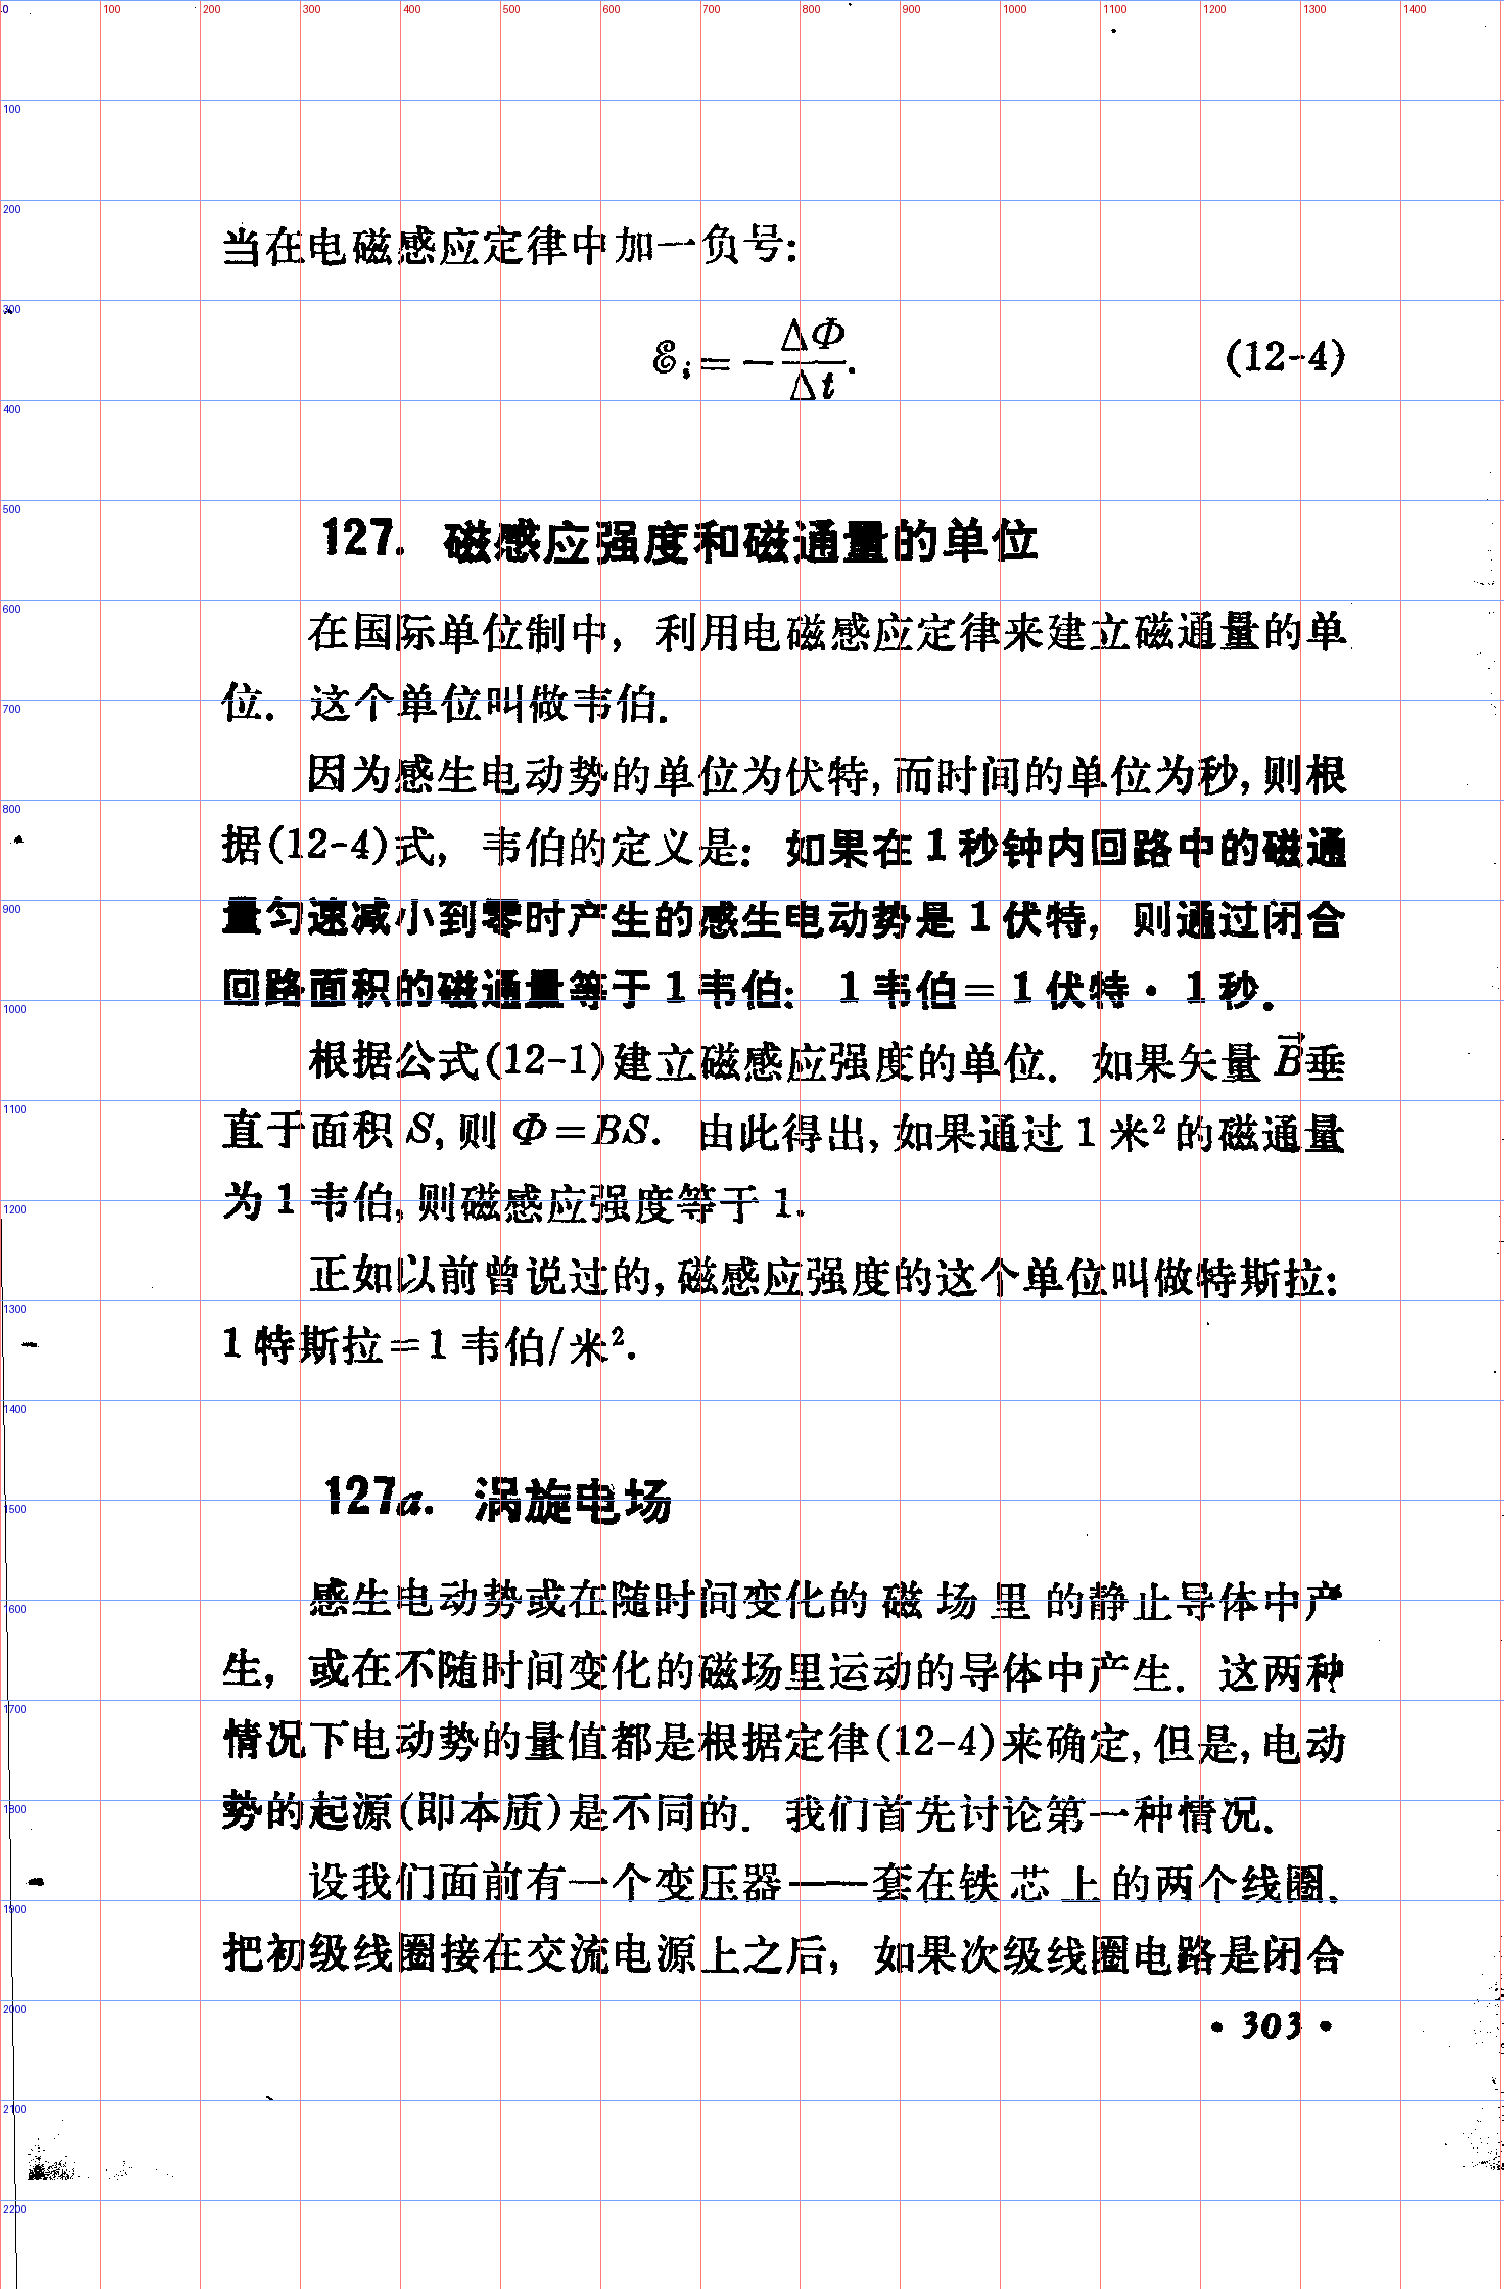 当在电磁感应定律中加一负号:
ℰi = −ΔΦ/Δt. (12-4)
127. 磁感应强度和磁通量的单位
在国际单位制中, 利用电磁感应定律来建立磁通量的单
位. 这个单位叫做韦伯.
因为感生电动势的单位为伏特, 而时间的单位为秒, 则根
据(12-4)式, 韦伯的定义是: 如果在1秒钟内回路中的磁通
量匀速减小到零时产生的感生电动势是1伏特, 则通过闭合
回路面积的磁通量等于1韦伯: 1韦伯=1伏特·1秒.
根据公式(12-1)建立磁感应强度的单位. 如果矢量B⃗垂
直于面积S, 则Φ=BS. 由此得出, 如果通过1米²的磁通量
为1韦伯, 则磁感应强度等于1.
正如以前曾说过的, 磁感应强度的这个单位叫做特斯拉:
1特斯拉=1韦伯/米².
127a. 涡旋电场
感生电动势或在随时间变化的磁场里的静止导体中产
生, 或在不随时间变化的磁场里运动的导体中产生. 这两种
情况下电动势的量值都是根据定律(12-4)来确定, 但是, 电动
势的起源(即本质)是不同的. 我们首先讨论第一种情况.
设我们面前有一个变压器——套在铁芯上的两个线圈.
把初级线圈接在交流电源上之后, 如果次级线圈电路是闭合
• 303 •